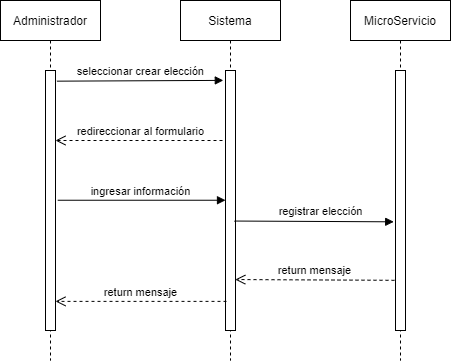 Administrador
Sistema
MicroServicio
seleccionar crear elección
redireccionar al formulario
ingresar información
registrar elección
return mensaje
return mensaje